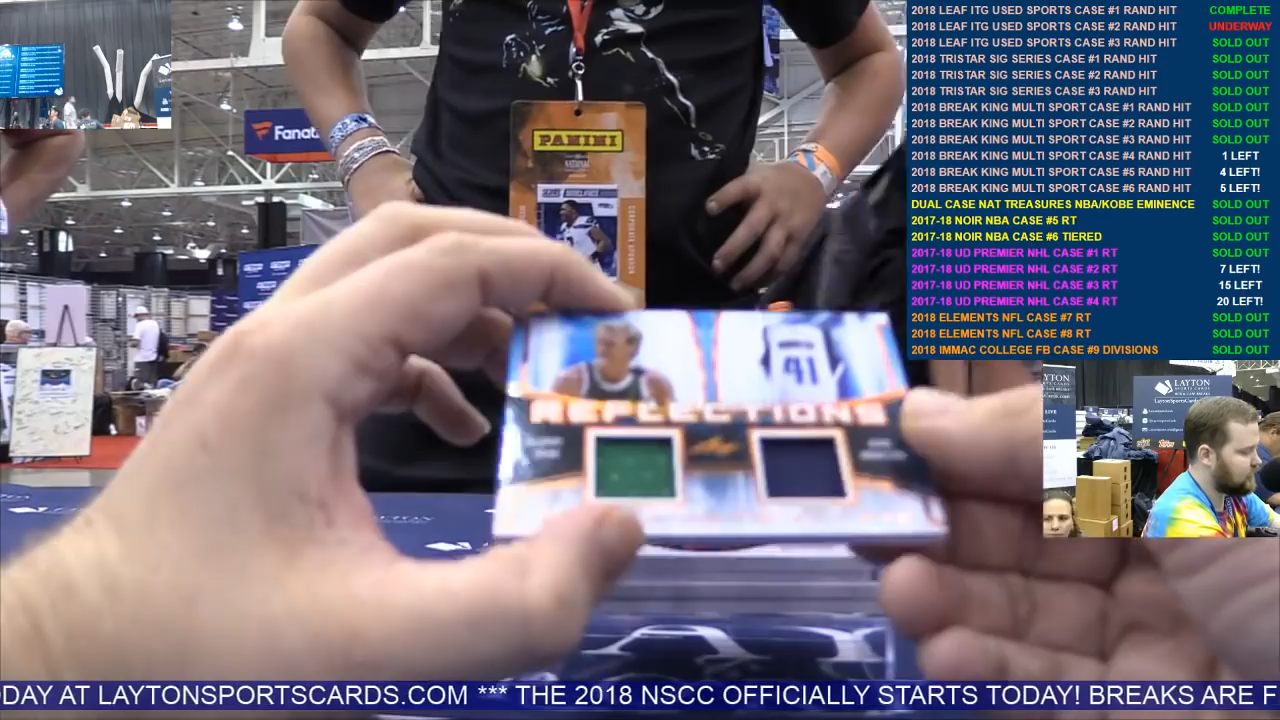 2018 LEAF ITG USED SPORTS CASE #1 RAND HIT COMPLETE
2018 LEAF ITG USED SPORTS CASE #2 RAND HIT UNDERWAY
2018 LEAF ITG USED SPORTS CASE #3 RAND HIT SOLD OUT
2018 TRISTAR SIG SERIES CASE #1 RAND HIT SOLD OUT
2018 TRISTAR SIG SERIES CASE #2 RAND HIT SOLD OUT
2018 TRISTAR SIG SERIES CASE #3 RAND HIT SOLD OUT
2018 BREAK KING MULTI SPORT CASE #1 RAND HIT SOLD OUT
2018 BREAK KING MULTI SPORT CASE #2 RAND HIT SOLD OUT
2018 BREAK KING MULTI SPORT CASE #3 RAND HIT SOLD OUT
2018 BREAK KING MULTI SPORT CASE #4 RAND HIT 1 LEFT
2018 BREAK KING MULTI SPORT CASE #5 RAND HIT 4 LEFT!
2018 BREAK KING MULTI SPORT CASE #6 RAND HIT 5 LEFT!
DUAL CASE NAT TREASURES NBA/KOBE EMINENCE SOLD OUT
2017-18 NOIR NBA CASE #5 RT SOLD OUT
2017-18 NOIR NBA CASE #6 TIERED SOLD OUT
2017-18 UD PREMIER NHL CASE #1 RT SOLD OUT
2017-18 UD PREMIER NHL CASE #2 RT 7 LEFT!
2017-18 UD PREMIER NHL CASE #3 RT 15 LEFT
2017-18 UD PREMIER NHL CASE #4 RT 20 LEFT!
2018 ELEMENTS NFL CASE #7 RT SOLD OUT
2018 ELEMENTS NFL CASE #8 RT SOLD OUT
2018 IMMAC COLLEGE FB CASE #9 DIVISIONS SOLD OUT
Fanati
PANINI
NATIONAL
CORPORATE SPONSOR
41
REFLECTIONS
LAYTON
SPORTS CARDS
LaytonSportsCards.com
topps
ODAY AT LAYTONSPORTSCARDS.COM *** THE 2018 NSCC OFFICIALLY STARTS TODAY! BREAKS ARE F